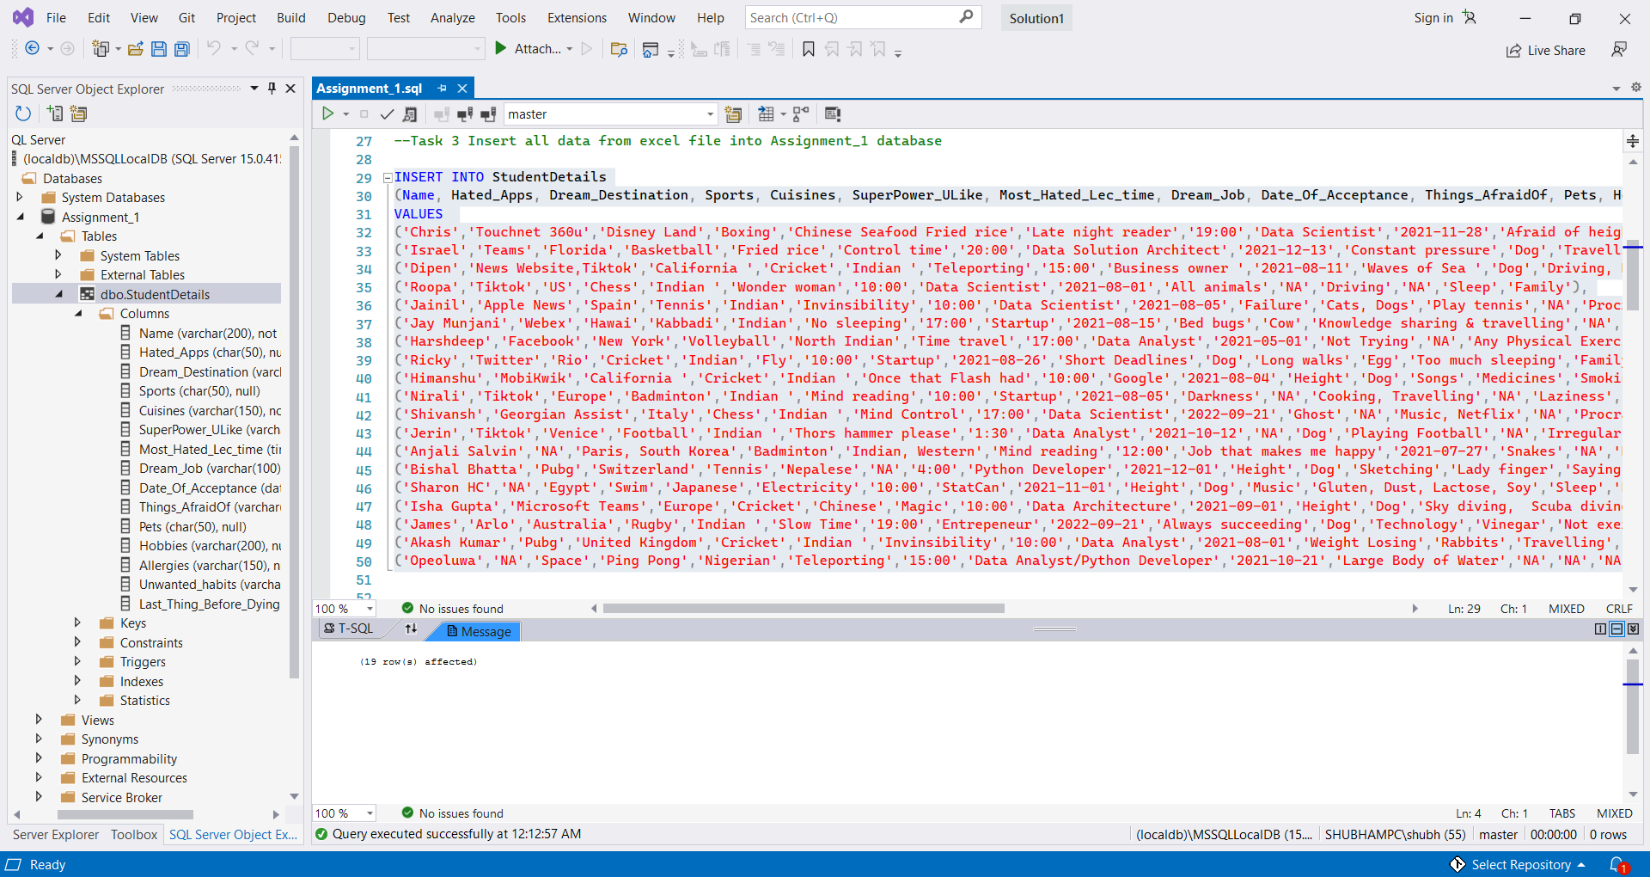 File Edit View Git Project Build Debug Test Analyze Tools Extensions Window Help Search (Ctrl+Q) Solution1 Sign in
Attach... Live Share
SQL Server Object Explorer
QL Server
(localdb)\MSSQLLocalDB (SQL Server 15.0.41
Databases
System Databases
Assignment_1
Tables
System Tables
External Tables
dbo.StudentDetails
Columns
Name (varchar(200), not
Hated_Apps (char(50), nu
Dream_Destination (varcl
Sports (char(50), null)
Cuisines (varchar(150), nc
SuperPower_ULike (varch
Most_Hated_Lec_time (tir
Dream_Job (varchar(100)
Date_Of_Acceptance (dat
Things_AfraidOf (varchar
Pets (char(50), null)
Hobbies (varchar(200), nu
Allergies (varchar(150), n
Unwanted_habits (varcha
Last_Thing_Before_Dying
Keys
Constraints
Triggers
Indexes
Statistics
Views
Synonyms
Programmability
External Resources
Service Broker
Server Explorer Toolbox SQL Server Object Ex...
Assignment_1.sql
master
27 --Task 3 Insert all data from excel file into Assignment_1 database
28
29 INSERT INTO StudentDetails
30 (Name, Hated_Apps, Dream_Destination, Sports, Cuisines, SuperPower_ULike, Most_Hated_Lec_time, Dream_Job, Date_Of_Acceptance, Things_AfraidOf, Pets, H
31 VALUES
32 ('Chris','Touchnet 360u','Disney Land','Boxing','Chinese Seafood Fried rice','Late night reader','19:00','Data Scientist','2021-11-28','Afraid of heig
33 ('Israel','Teams','Florida','Basketball','Fried rice','Control time','20:00','Data Solution Architect','2021-12-13','Constant pressure','Dog','Travell
34 ('Dipen','News Website,Tiktok','California ','Cricket','Indian ','Teleporting','15:00','Business owner ','2021-08-11','Waves of Sea ','Dog','Driving,
35 ('Roopa','Tiktok','US','Chess','Indian ','Wonder woman','10:00','Data Scientist','2021-08-01','All animals','NA','Driving','NA','Sleep','Family'),
36 ('Jainil','Apple News','Spain','Tennis','Indian','Invinsibility','10:00','Data Scientist','2021-08-05','Failure','Cats, Dogs','Play tennis','NA','Proc
37 ('Jay Munjani','Webex','Hawai','Kabbadi','Indian','No sleeping','17:00','Startup','2021-08-15','Bed bugs','Cow','Knowledge sharing & travelling','NA',
38 ('Harshdeep','Facebook','New York','Volleyball','North Indian','Time travel','17:00','Data Analyst','2021-05-01','Not Trying','NA','Any Physical Exerc
39 ('Ricky','Twitter','Rio','Cricket','Indian','Fly','10:00','Startup','2021-08-26','Short Deadlines','Dog','Long walks','Egg','Too much sleeping','Famil
40 ('Himanshu','MobiKwik','California ','Cricket','Indian ','Once that Flash had','10:00','Google','2021-08-04','Height','Dog','Songs','Medicines','Smoki
41 ('Nirali','Tiktok','Europe','Badminton','Indian ','Mind reading','10:00','Startup','2021-08-05','Darkness','NA','Cooking, Travelling','NA','Laziness',
42 ('Shivansh','Georgian Assist','Italy','Chess','Indian ','Mind Control','17:00','Data Scientist','2022-09-21','Ghost','NA','Music, Netflix','NA','Procr
43 ('Jerin','Tiktok','Venice','Football','Indian ','Thors hammer please','1:30','Data Analyst','2021-10-12','NA','Dog','Playing Football','NA','Irregular
44 ('Anjali Salvin','NA','Paris, South Korea','Badminton','Indian, Western','Mind reading','12:00','Job that makes me happy','2021-07-27','Snakes','NA','
45 ('Bishal Bhatta','Pubg','Switzerland','Tennis','Nepalese','NA','4:00','Python Developer','2021-12-01','Height','Dog','Sketching','Lady finger','Saying
46 ('Sharon HC','NA','Egypt','Swim','Japanese','Electricity','10:00','StatCan','2021-11-01','Height','Dog','Music','Gluten, Dust, Lactose, Soy','Sleep','
47 ('Isha Gupta','Microsoft Teams','Europe','Cricket','Chinese','Magic','10:00','Data Architecture','2021-09-01','Height','Dog','Sky diving,  Scuba divin
48 ('James','Arlo','Australia','Rugby','Indian ','Slow Time','19:00','Entrepeneur','2022-09-21','Always succeeding','Dog','Technology','Vinegar','Not exe
49 ('Akash Kumar','Pubg','United Kingdom','Cricket','Indian ','Invinsibility','10:00','Data Analyst','2021-08-01','Weight Losing','Rabbits','Travelling',
50 ('Opeoluwa','NA','Space','Ping Pong','Nigerian','Teleporting','15:00','Data Analyst/Python Developer','2021-10-21','Large Body of Water','NA','NA','NA
51
52
100 % No issues found Ln: 29 Ch: 1 MIXED CRLF
T-SQL Message
(19 row(s) affected)
100 % No issues found Ln: 4 Ch: 1 TABS MIXED
Query executed successfully at 12:12:57 AM (localdb)\MSSQLLocalDB (15.... SHUBHAMPC\shubh (55) master 00:00:00 0 rows
Ready Select Repository 1